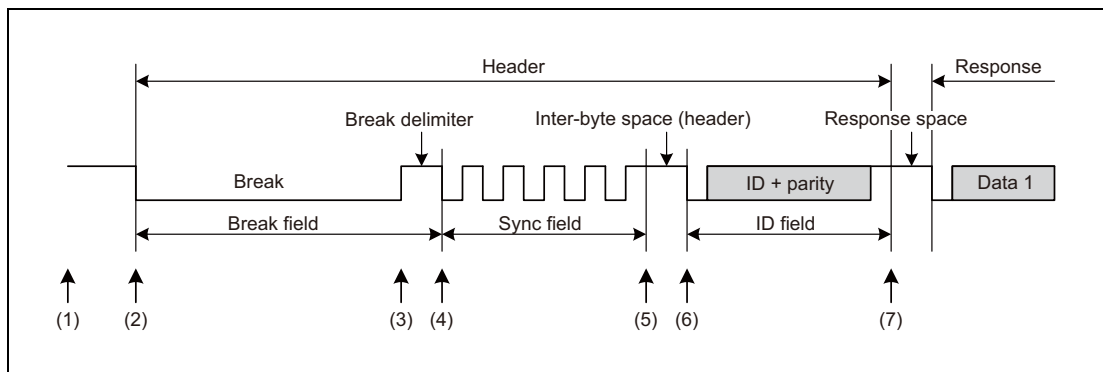 Header
Response
Break delimiter
Inter-byte space (header)
Response space
Break
ID + parity
Data 1
Break field
Sync field
ID field
(1)
(2)
(3)
(4)
(5)
(6)
(7)